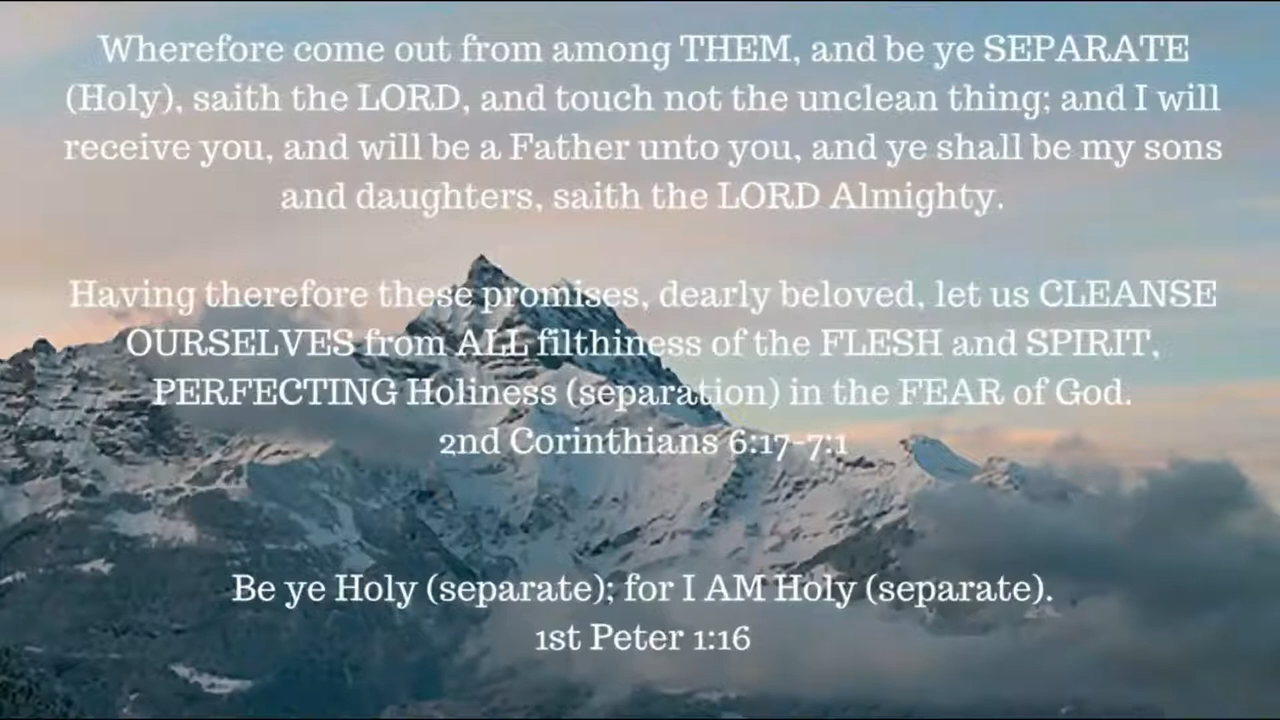 Wherefore come out from among THEM, and be ye SEPARATE
(Holy), saith the LORD, and touch not the unclean thing; and I will
receive you, and will be a Father unto you, and ye shall be my sons
and daughters, saith the LORD Almighty.
Having therefore these promises, dearly beloved, let us CLEANSE
OURSELVES from ALL filthiness of the FLESH and SPIRIT,
PERFECTING Holiness (separation) in the FEAR of God.
2nd Corinthians 6:17-7:1
Be ye Holy (separate); for I AM Holy (separate).
1st Peter 1:16